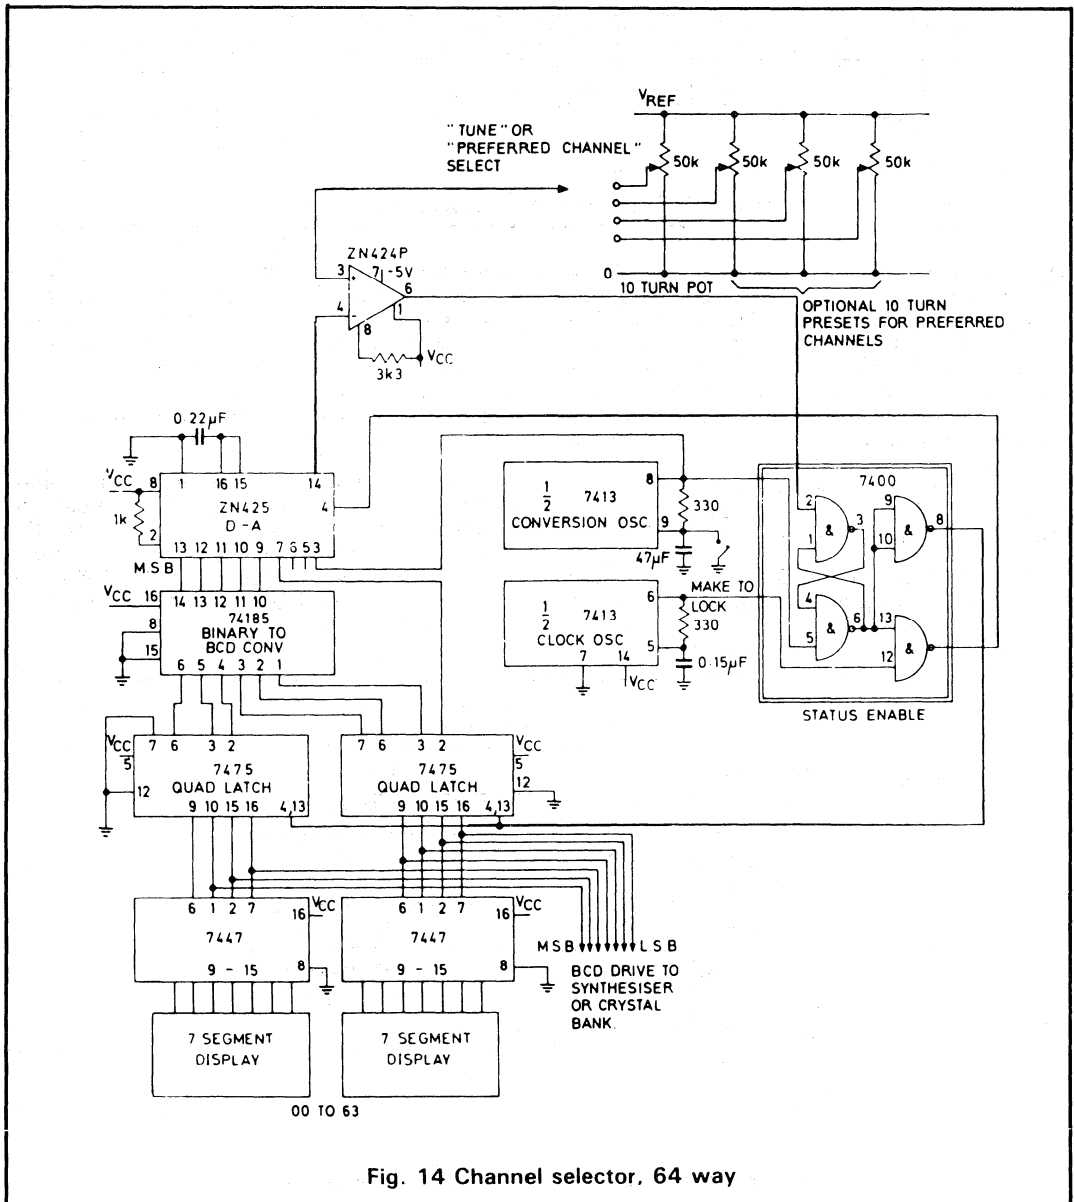 V REF
"TUNE" OR
"PREFERRED CHANNEL"
SELECT
50k 50k 50k 50k
ZN424P
3 7 -5V
+ 6
4 - 1
8
VCC
3k3
0
10 TURN POT
OPTIONAL 10 TURN
PRESETS FOR PREFERRED
CHANNELS
0.22µF
VCC 8 1 16 15 14
1k
ZN425
D-A
4
2
13 12 11 10 9 7 6 5 3
M.S.B
VCC 16 14 13 12 11 10
8
74185
BINARY TO
BCD CONV
15
6 5 4 3 2 1
1/2 7413 8
CONVERSION OSC. 9
330
47µF
MAKE TO
LOCK
1/2 7413 6
CLOCK OSC 5
7 14
VCC
330
0.15µF
7400
2 & 3
1
9 & 8
10
4 & 6
5
13 &
12
STATUS ENABLE
VCC 7 6 3 2
5
7475
QUAD LATCH
12
9 10 15 16 4,13
7 6 3 2 VCC
5
7475
QUAD LATCH
12
9 10 15 16 4,13
6 1 2 7 VCC
16
7447
9 - 15 8
6 1 2 7 VCC
16
7447
9 - 15 8
MSB LSB
BCD DRIVE TO
SYNTHESISER
OR CRYSTAL
BANK.
7 SEGMENT
DISPLAY
7 SEGMENT
DISPLAY
00 TO 63
Fig. 14 Channel selector, 64 way